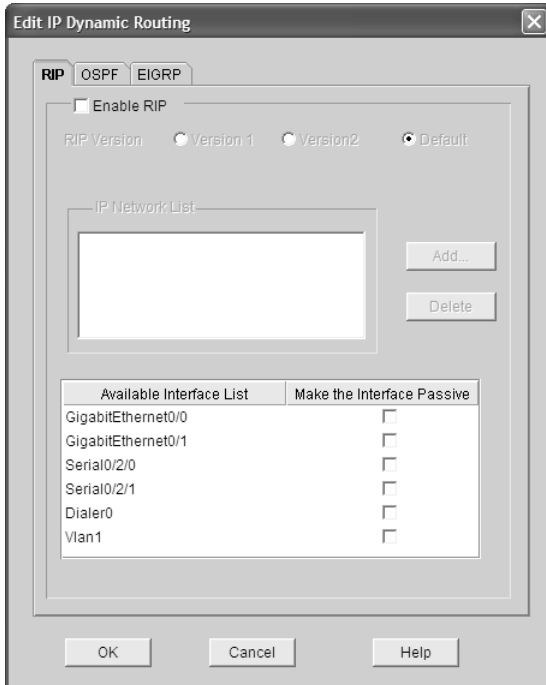 Edit IP Dynamic Routing
RIP OSPF EIGRP
Enable RIP
RIP Version Version 1 Version2 Default
IP Network List
Add...
Delete
Available Interface List Make the Interface Passive
GigabitEthernet0/0
GigabitEthernet0/1
Serial0/2/0
Serial0/2/1
Dialer0
Vlan1
OK Cancel Help